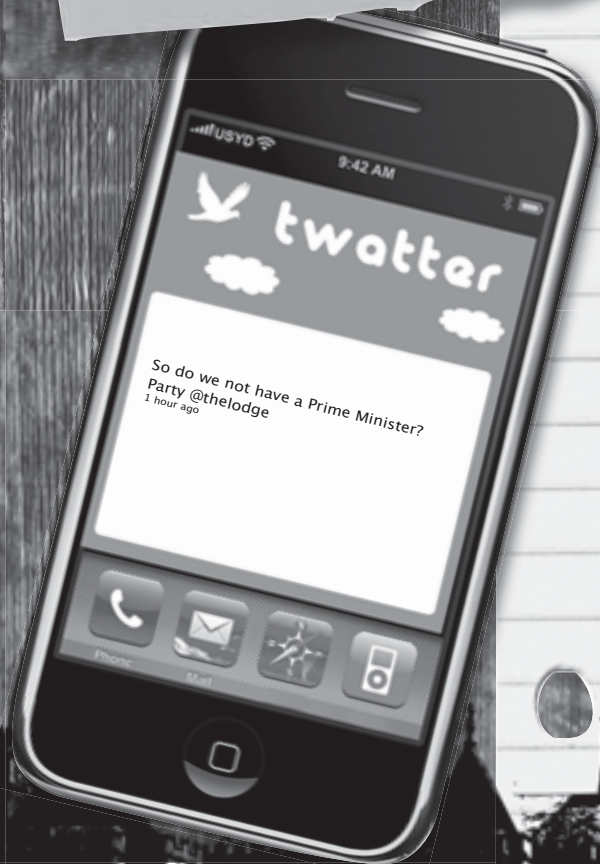 USYD
9:42 AM
twatter
So do we not have a Prime Minister?
Party @thelodge
1 hour ago
Phone
Mail